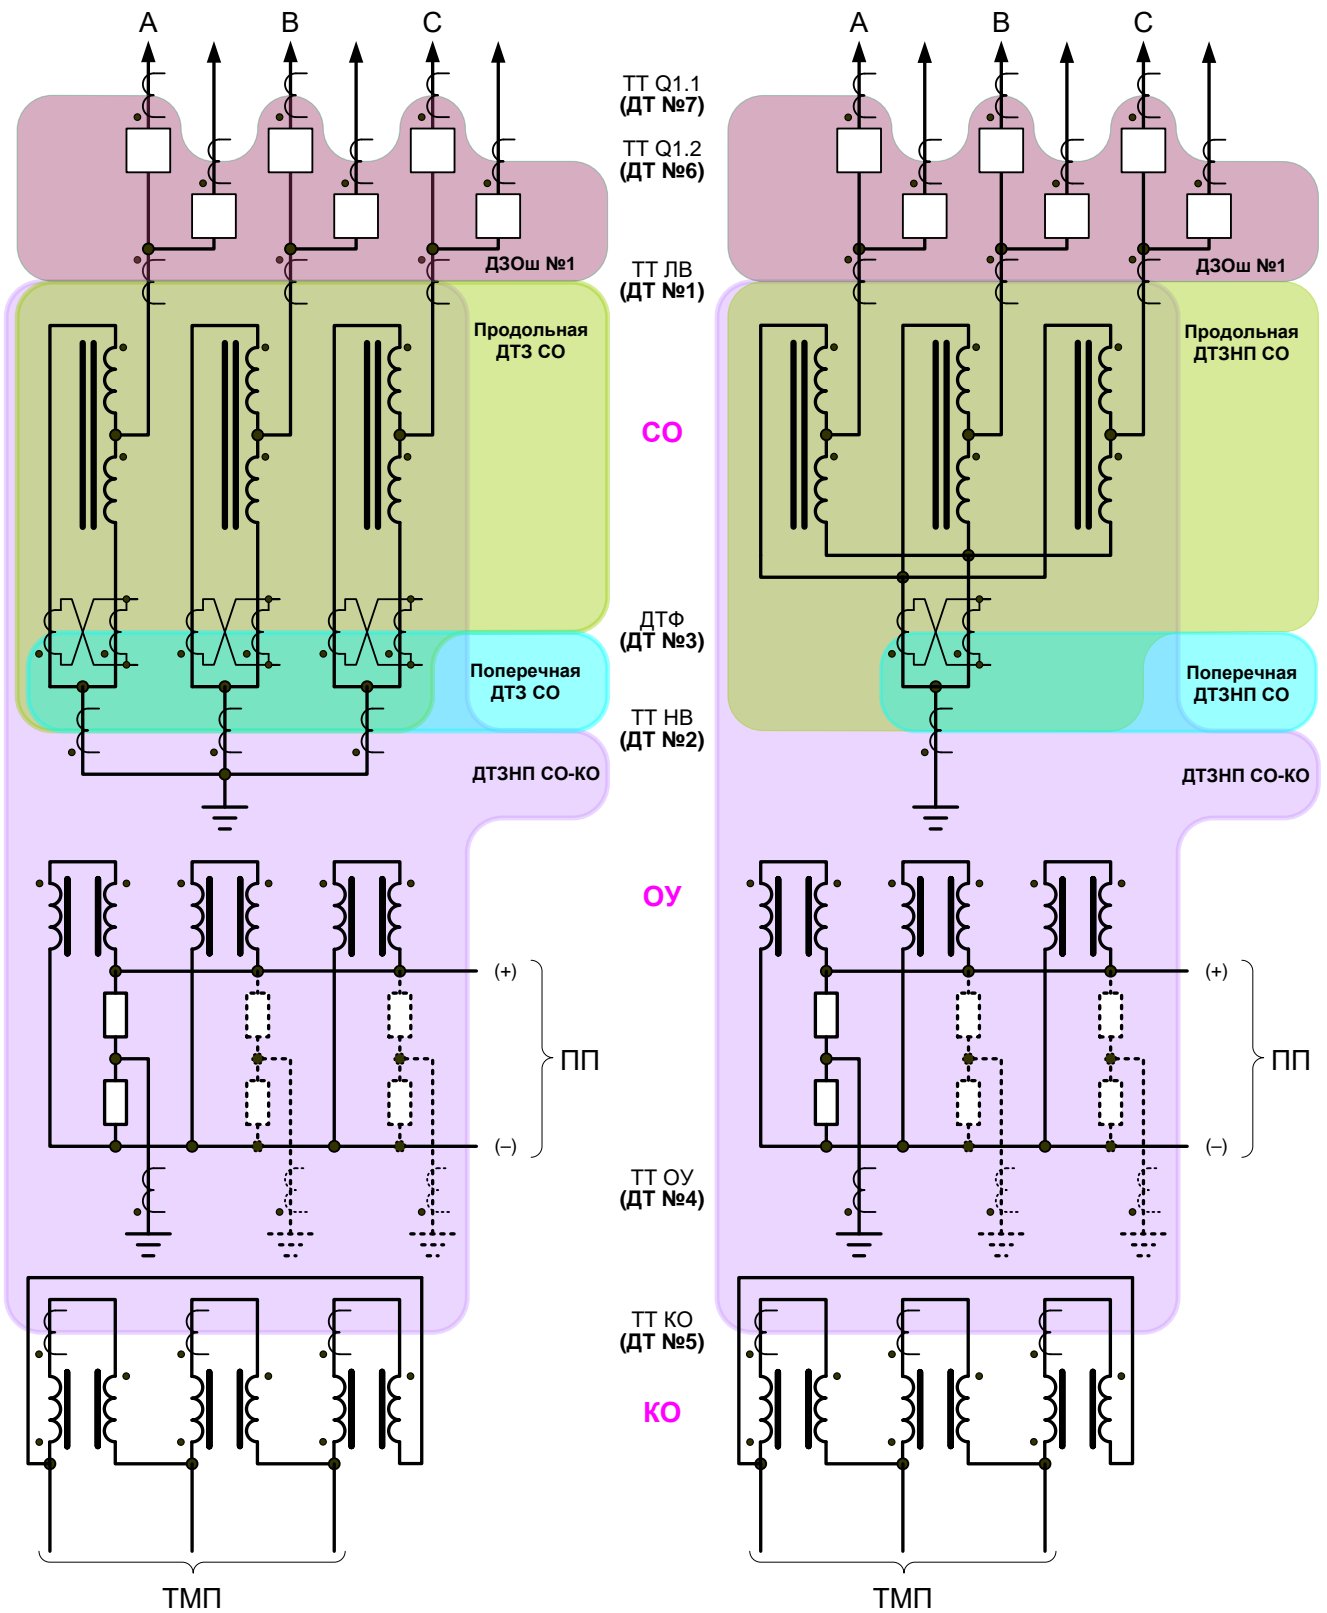 A B C A B C
ТТ Q1.1
(ДТ №7)
ТТ Q1.2
(ДТ №6)
ДЗОш №1
ТТ ЛВ
(ДТ №1)
ДЗОш №1
Продольная
ДТЗ СО
Продольная
ДТЗНП СО
СО
ДТФ
(ДТ №3)
Поперечная
ДТЗ СО
Поперечная
ДТЗНП СО
ТТ НВ
(ДТ №2)
ДТЗНП СО-КО
ДТЗНП СО-КО
ОУ
(+)
(+)
ПП
ПП
(–)
(–)
ТТ ОУ
(ДТ №4)
ТТ КО
(ДТ №5)
КО
ТМП
ТМП